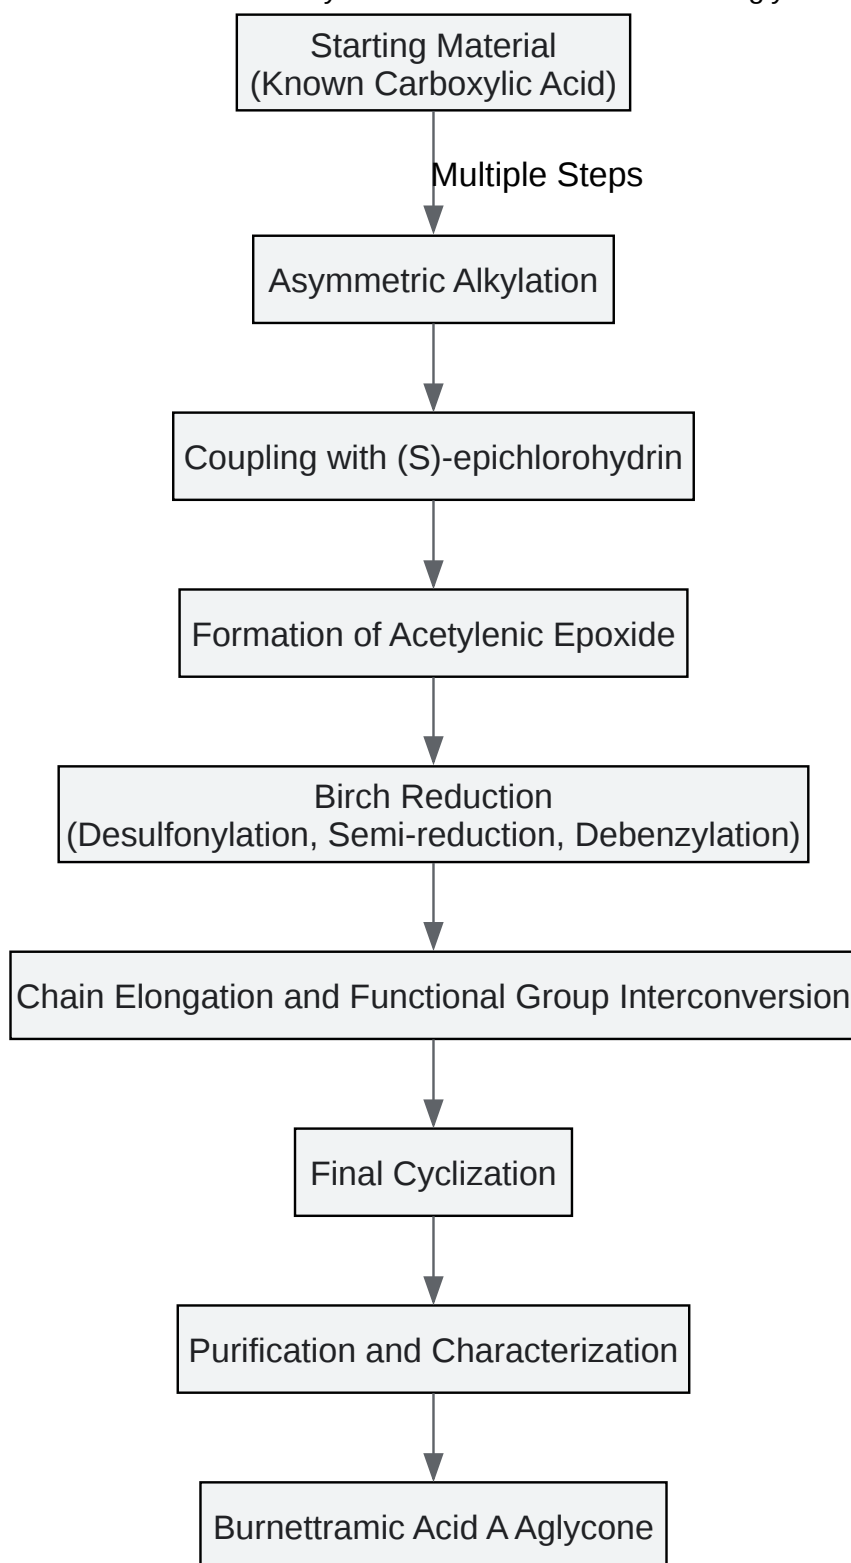 Starting Material
(Known Carboxylic Acid)
Multiple Steps
Asymmetric Alkylation
Coupling with (S)-epichlorohydrin
Formation of Acetylenic Epoxide
Birch Reduction
(Desulfonylation, Semi-reduction, Debenzylation)
Chain Elongation and Functional Group Interconversion
Final Cyclization
Purification and Characterization
Burnettramic Acid A Aglycone